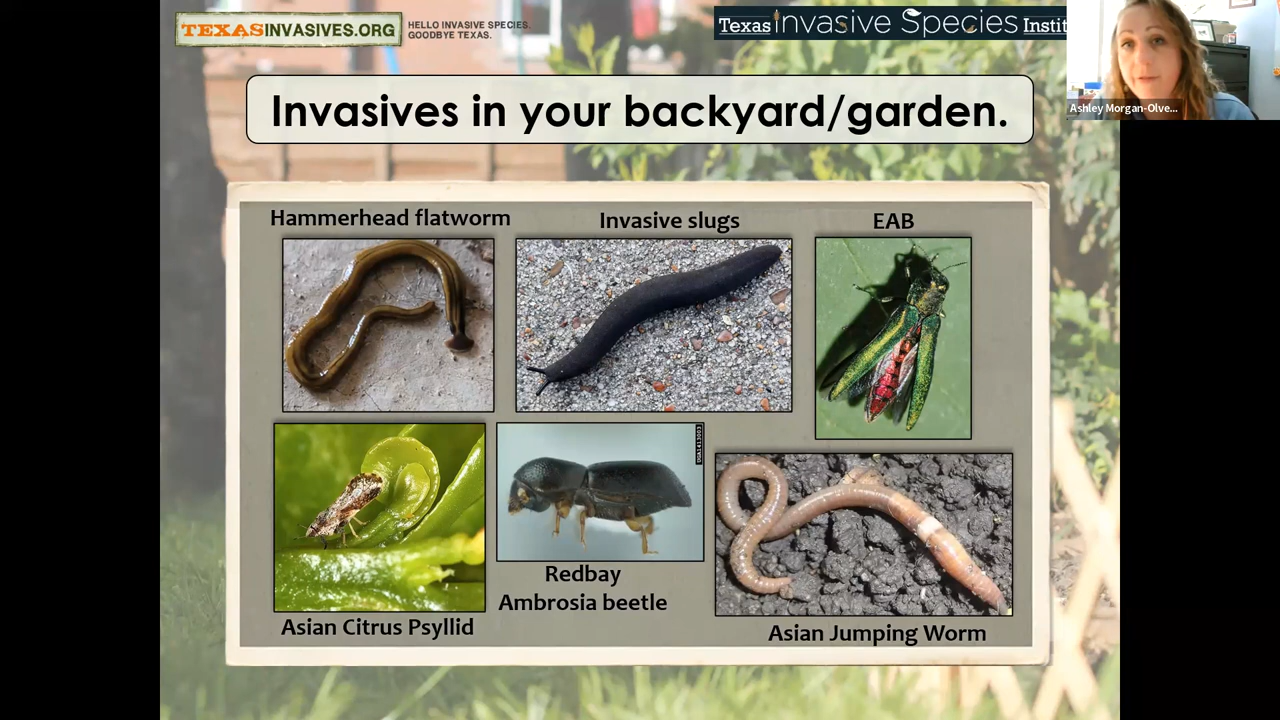 TEXASINVASIVES.ORG
HELLO INVASIVE SPECIES.
GOODBYE TEXAS.
Texas Invasive Species Instit
Ashley Morgan-Olve...
Invasives in your backyard/garden.
Hammerhead flatworm
Invasive slugs
EAB
UGA1413003
Asian Citrus Psyllid
Redbay
Ambrosia beetle
Asian Jumping Worm